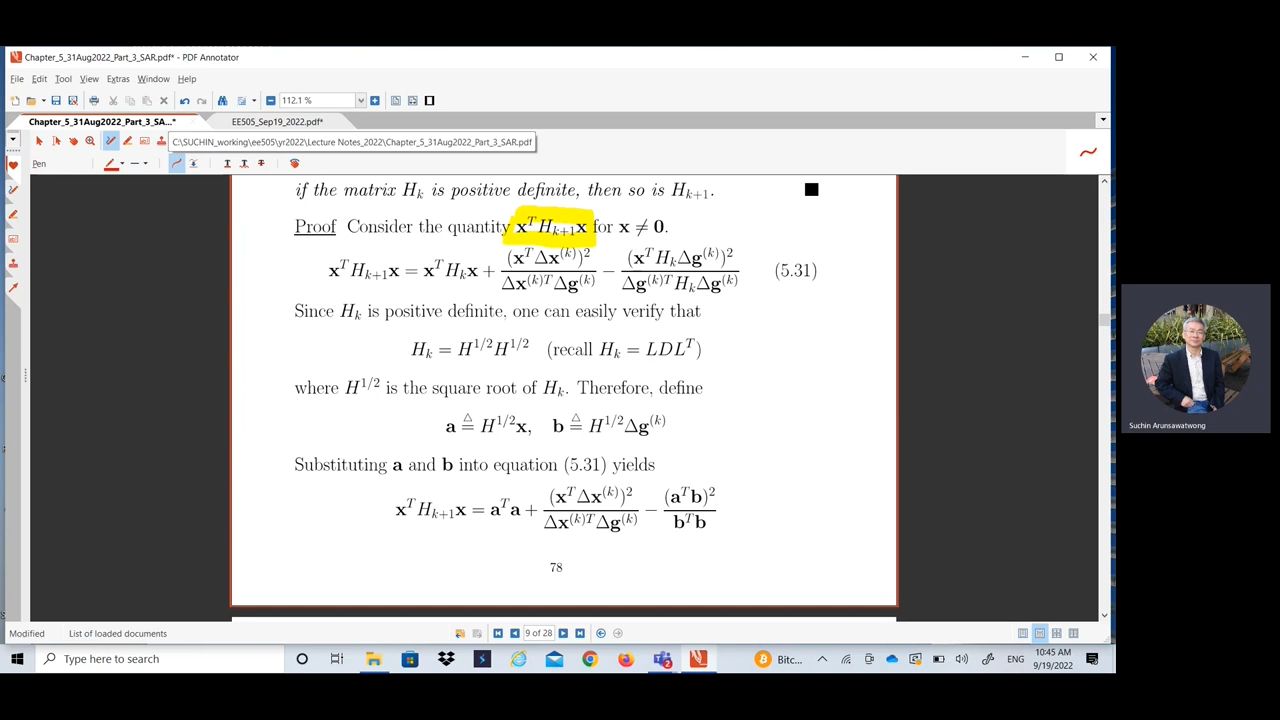 Chapter_5_31Aug2022_Part_3_SAR.pdf* - PDF Annotator
File Edit Tool View Extras Window Help
112.1 %
Chapter_5_31Aug2022_Part_3_SA...* EE505_Sep19_2022.pdf*
C:\SUCHIN_working\ee505\yr2022\Lecture Notes_2022\Chapter_5_31Aug2022_Part_3_SAR.pdf
Pen
if the matrix H_k is positive definite, then so is H_{k+1}. ■
Proof Consider the quantity x^T H_{k+1} x for x ≠ 0.
x^T H_{k+1} x = x^T H_k x + (x^T Δx^{(k)})^2 / (Δx^{(k)T} Δg^{(k)}) − (x^T H_k Δg^{(k)})^2 / (Δg^{(k)T} H_k Δg^{(k)}) (5.31)
Since H_k is positive definite, one can easily verify that
H_k = H^{1/2} H^{1/2} (recall H_k = LDL^T)
where H^{1/2} is the square root of H_k. Therefore, define
a ≜ H^{1/2} x, b ≜ H^{1/2} Δg^{(k)}
Substituting a and b into equation (5.31) yields
x^T H_{k+1} x = a^T a + (x^T Δx^{(k)})^2 / (Δx^{(k)T} Δg^{(k)}) − (a^T b)^2 / (b^T b)
78
Suchin Arunsawatwong
Modified List of loaded documents 9 of 28
Type here to search Bitc... ENG 10:45 AM
9/19/2022